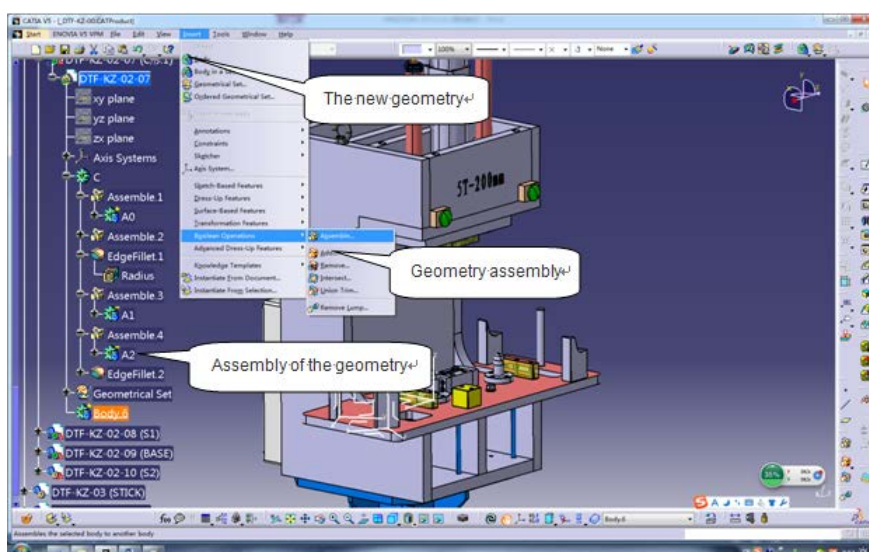 CATIA V5 - [_DTF-KZ-00.CATProduct]
Start ENOVIA V5 VPM File Edit View Insert Tools Window Help
100%
None
DTF-KZ-02-07
xy plane
yz plane
zx plane
Axis Systems
C
Assemble.1
A0
Assemble.2
EdgeFillet.1
Radius
Assemble.3
A1
Assemble.4
A2
EdgeFillet.2
Geometrical Set
Body.6
DTF-KZ-02-08 (S1)
DTF-KZ-02-09 (BASE)
DTF-KZ-02-10 (S2)
DTF-KZ-03 (STICK)
Geometrical Set...
Ordered Geometrical Set...
Annotations
Constraints
Sketcher
Axis System...
Sketch-Based Features
Dress-Up Features
Surface-Based Features
Transformation Features
Boolean Operations
Advanced Dress-Up Features
Knowledge Templates
Instantiate From Document...
Instantiate From Selection...
Assemble...
Add...
Remove...
Intersect...
Union Trim...
Remove Lump...
The new geometry
Geometry assembly
Assembly of the geometry
ST-200mm
Body.6
Assembles the selected body to another body